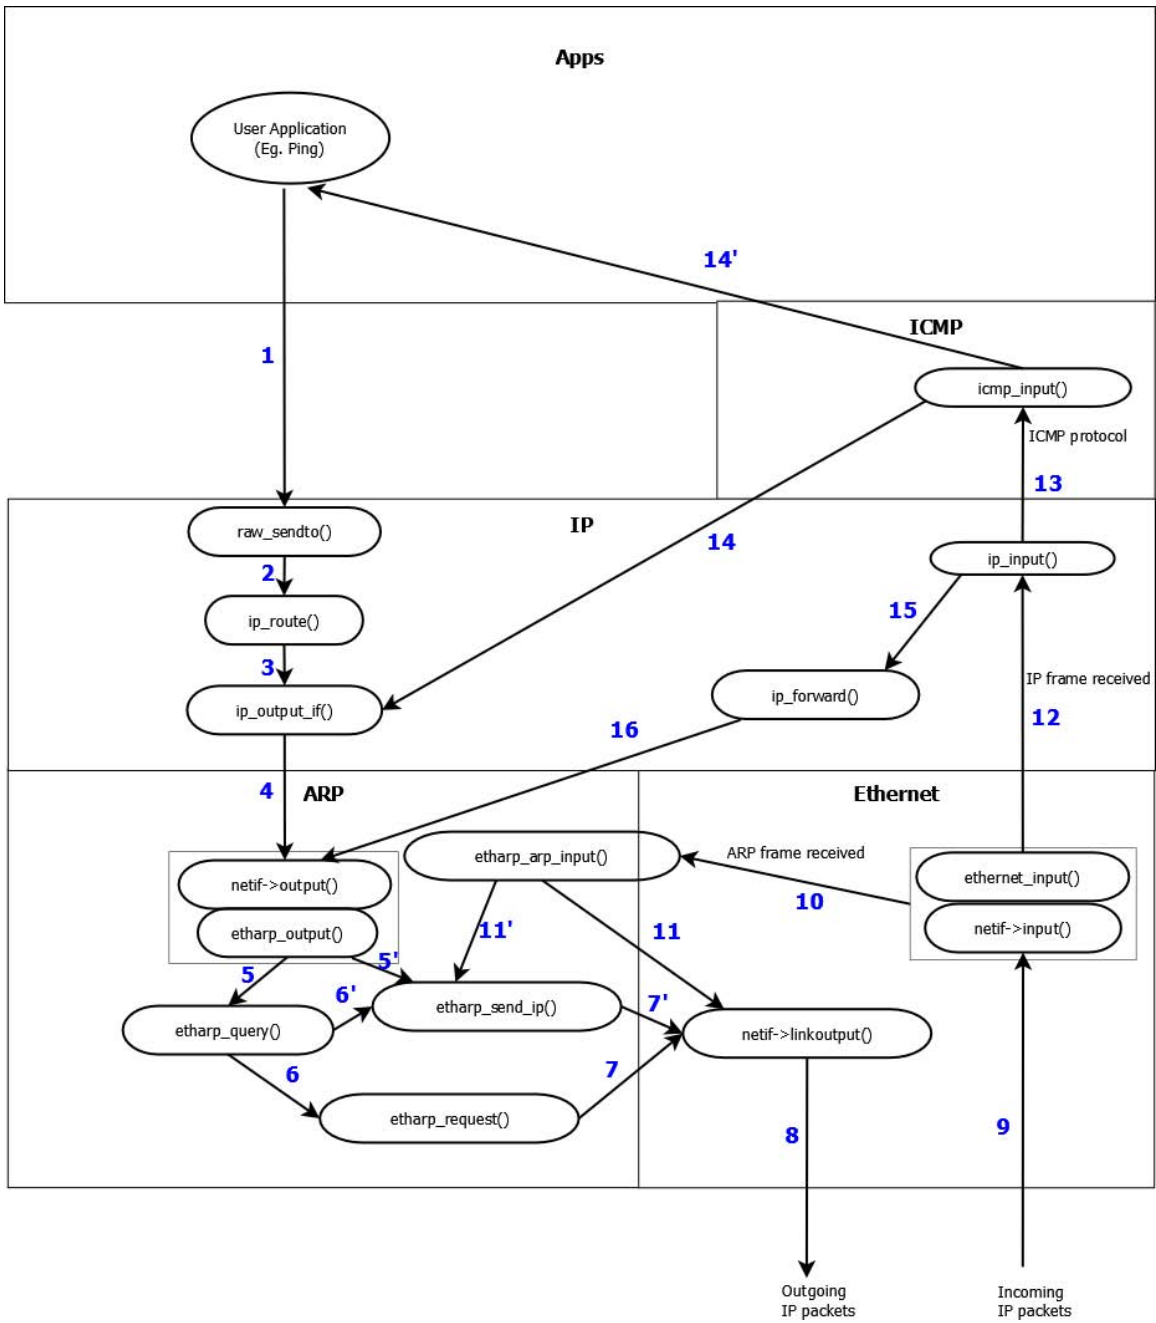 Apps
User Application
(Eg. Ping)
14'
ICMP
1
icmp_input()
ICMP protocol
13
IP
raw_sendto()
14
ip_input()
2
15
ip_route()
3
IP frame received
ip_forward()
ip_output_if()
12
16
4
ARP
Ethernet
etharp_arp_input()
ARP frame received
netif->output()
ethernet_input()
10
etharp_output()
11'
11
netif->input()
5
5'
6'
etharp_send_ip()
7'
etharp_query()
netif->linkoutput()
6
7
etharp_request()
8
9
Outgoing
IP packets
Incoming
IP packets